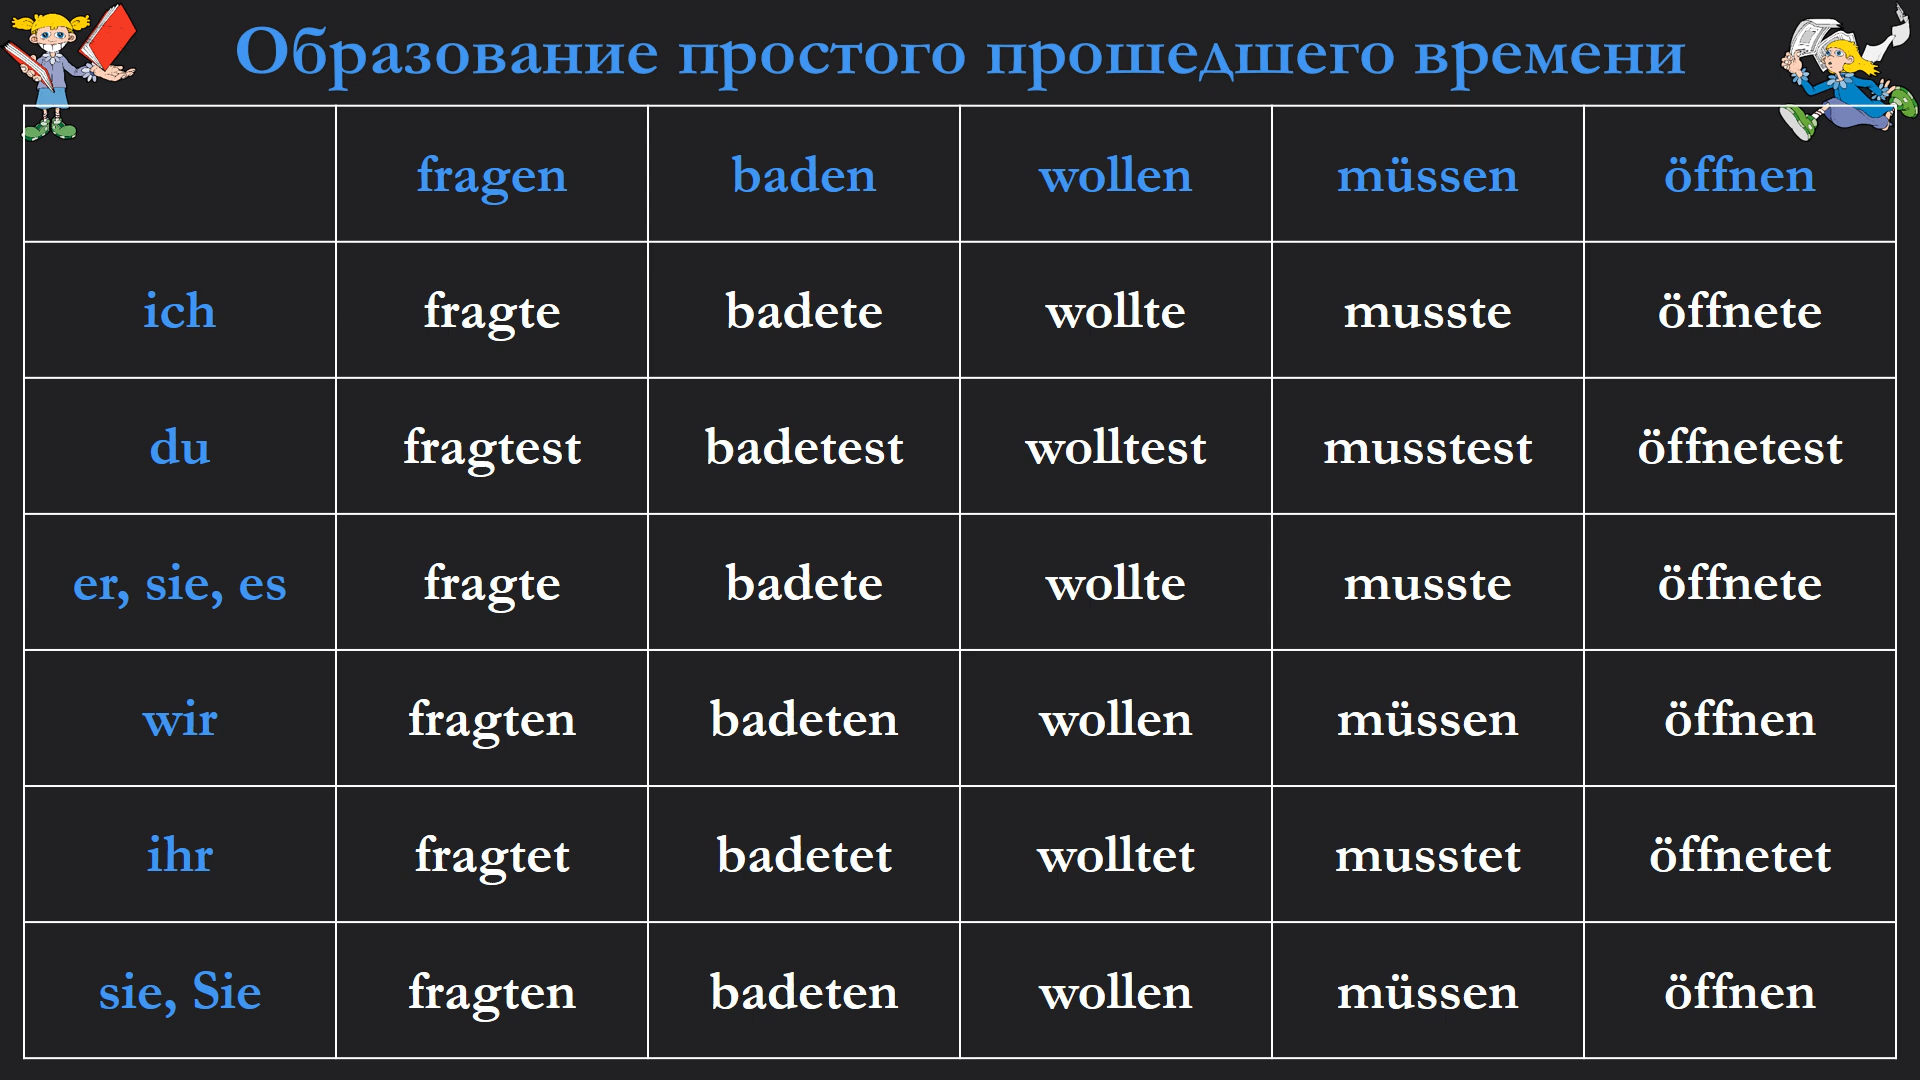 Образование простого прошедшего времени
fragen baden wollen müssen öffnen
ich fragte badete wollte musste öffnete
du fragtest badetest wolltest musstest öffnetest
er, sie, es fragte badete wollte musste öffnete
wir fragten badeten wollen müssen öffnen
ihr fragtet badetet wolltet musstet öffnetet
sie, Sie fragten badeten wollen müssen öffnen